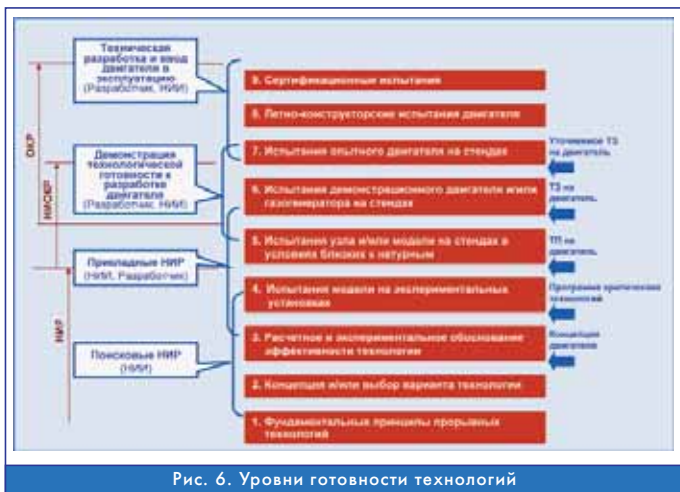 Техническая
разработка и ввод
двигателя в
эксплуатацию
(Разработчик, НИИ)
Демонстрация
технологической
готовности к
разработке
двигателя
(Разработчик, НИИ)
Прикладные НИР
(НИИ, Разработчик)
Поисковые НИР
(НИИ)
ОКР
НИОКР
НИР
9. Сертификационные испытания
8. Летно-конструкторские испытания двигателя
7. Испытания опытного двигателя на стендах
6. Испытания демонстрационного двигателя и/или
газогенератора на стендах
5. Испытания узла и/или модели на стендах в
условиях близких к натурным
4. Испытания модели на экспериментальных
установках
3. Расчетное и экспериментальное обоснование
эффективности технологии
2. Концепция и/или выбор варианта технологии
1. Фундаментальные принципы прорывных
технологий
Уточненное ТЗ
на двигатель
ТЗ на
двигатель
ТП на
двигатель
Программа критических
технологий
Концепция
двигателя
Рис. 6. Уровни готовности технологий